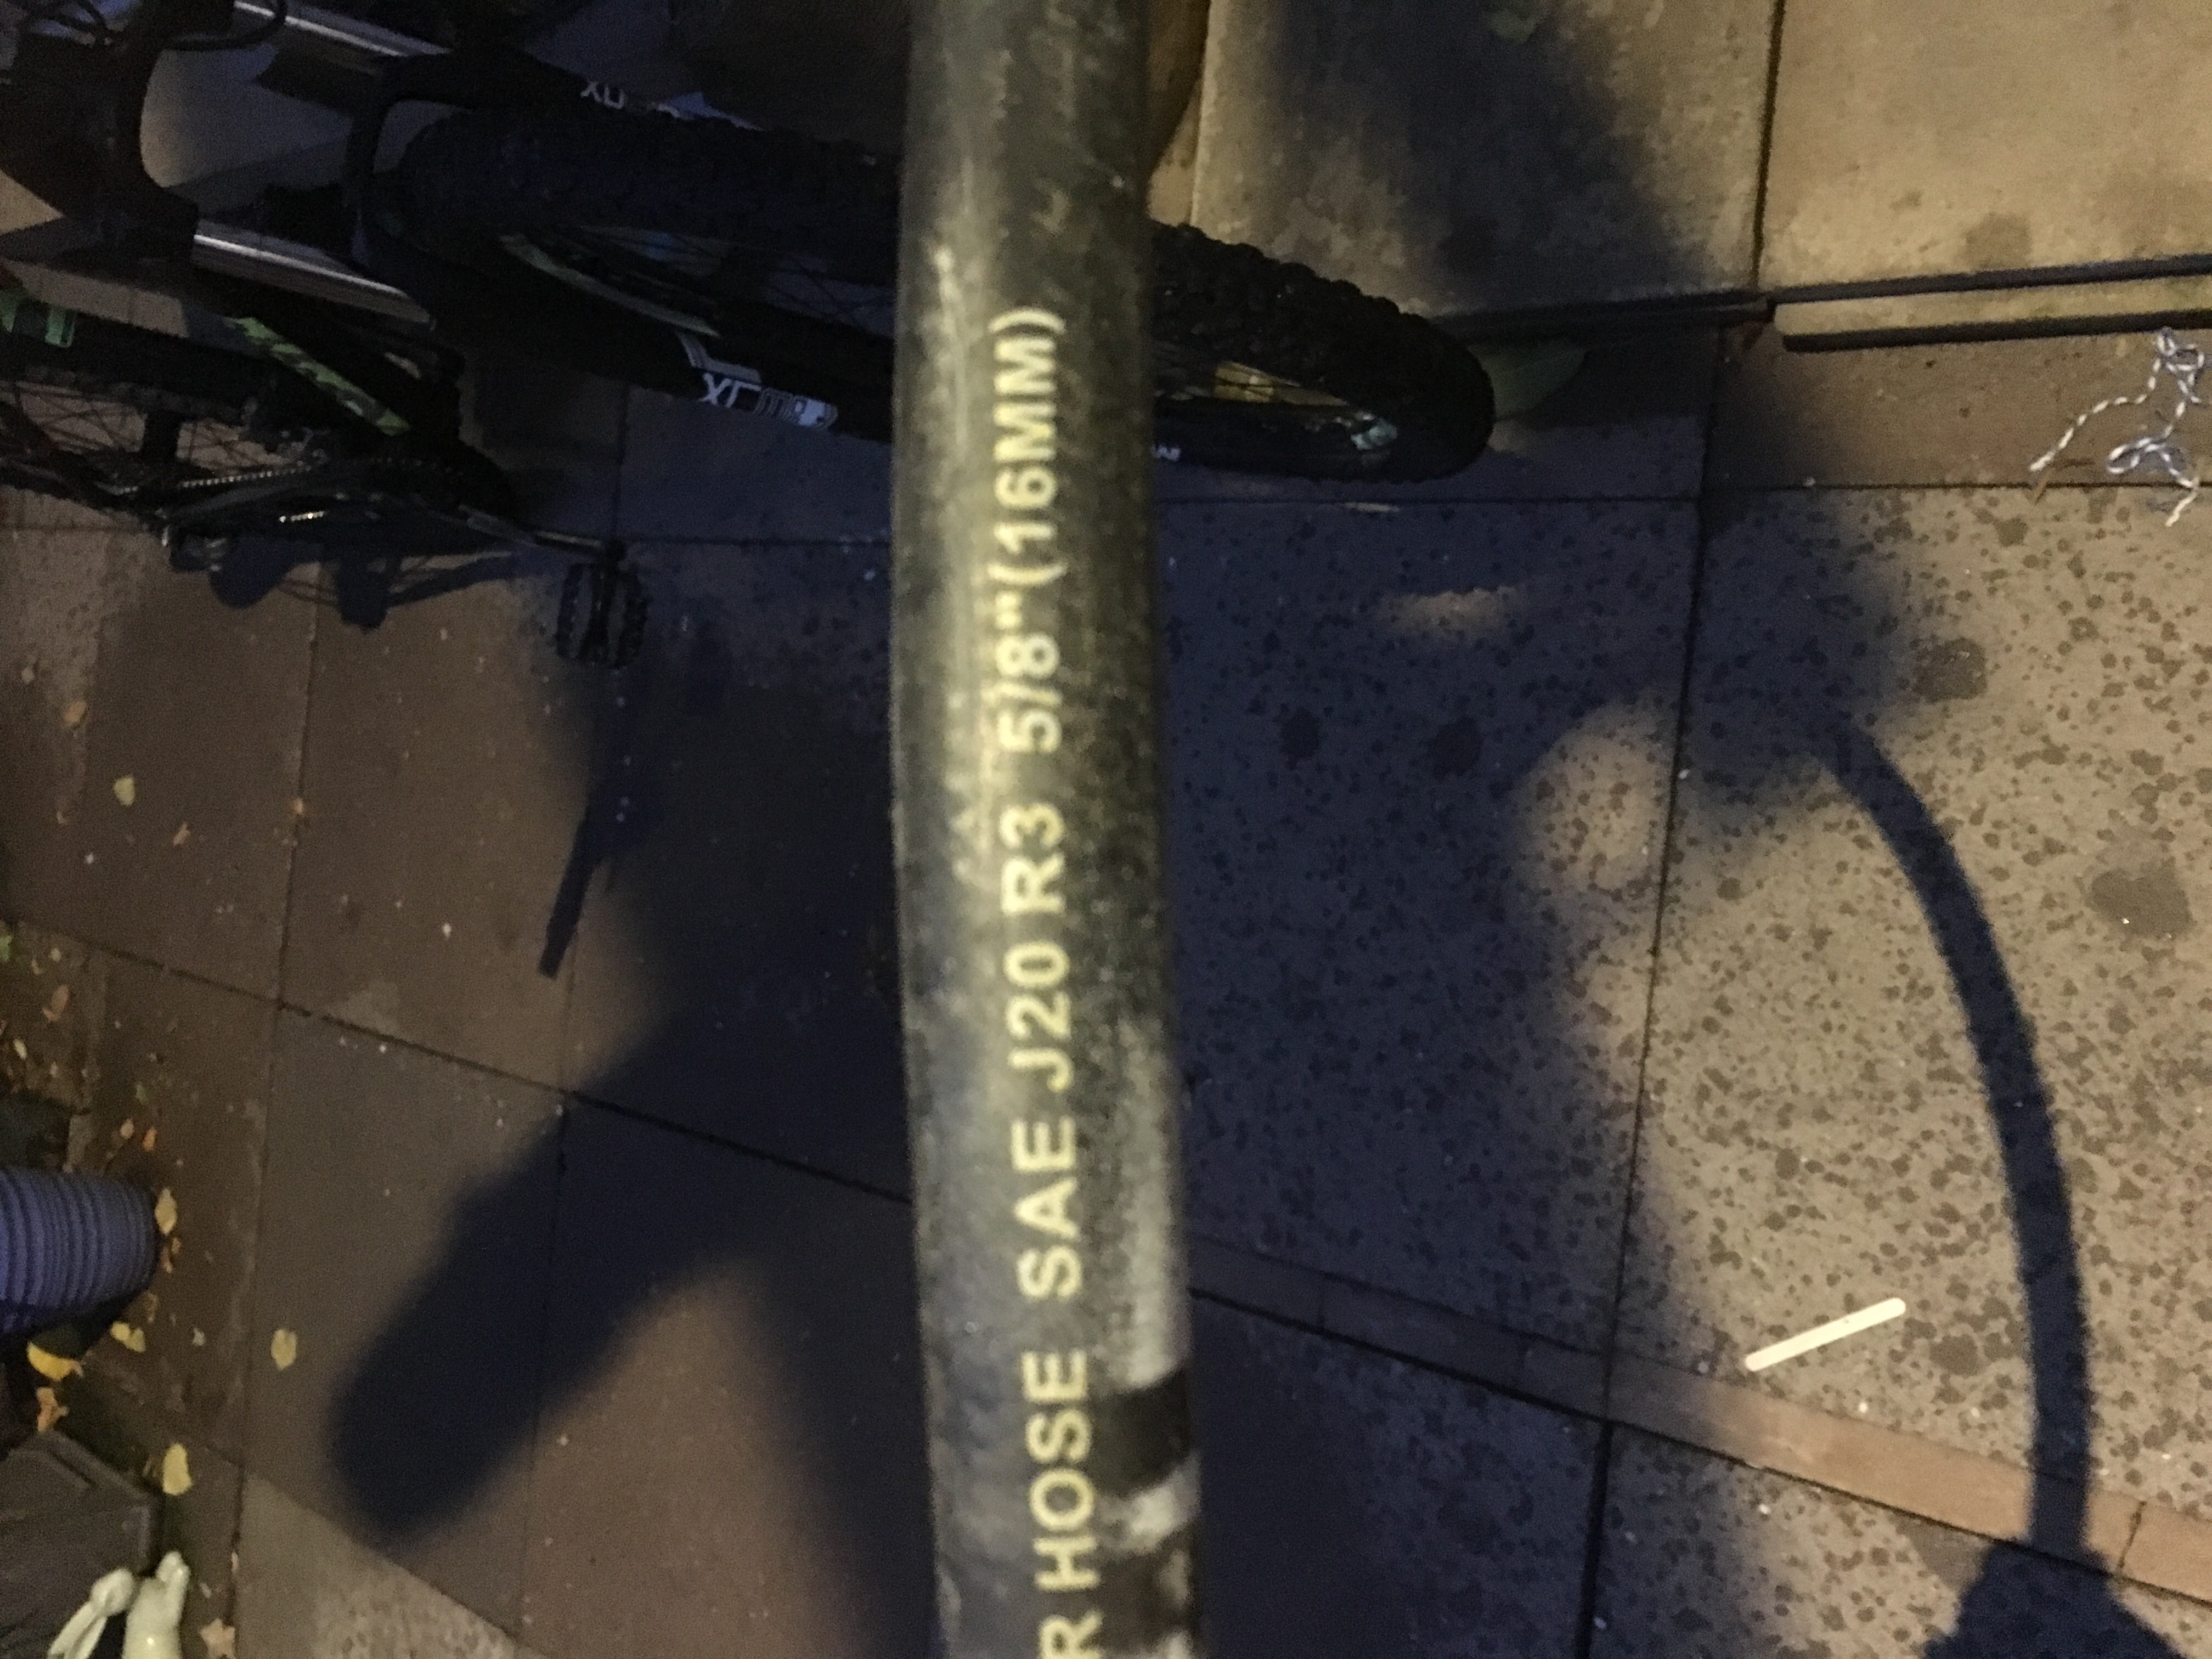 R HOSE SAE J20 R3 5/8"(16MM)